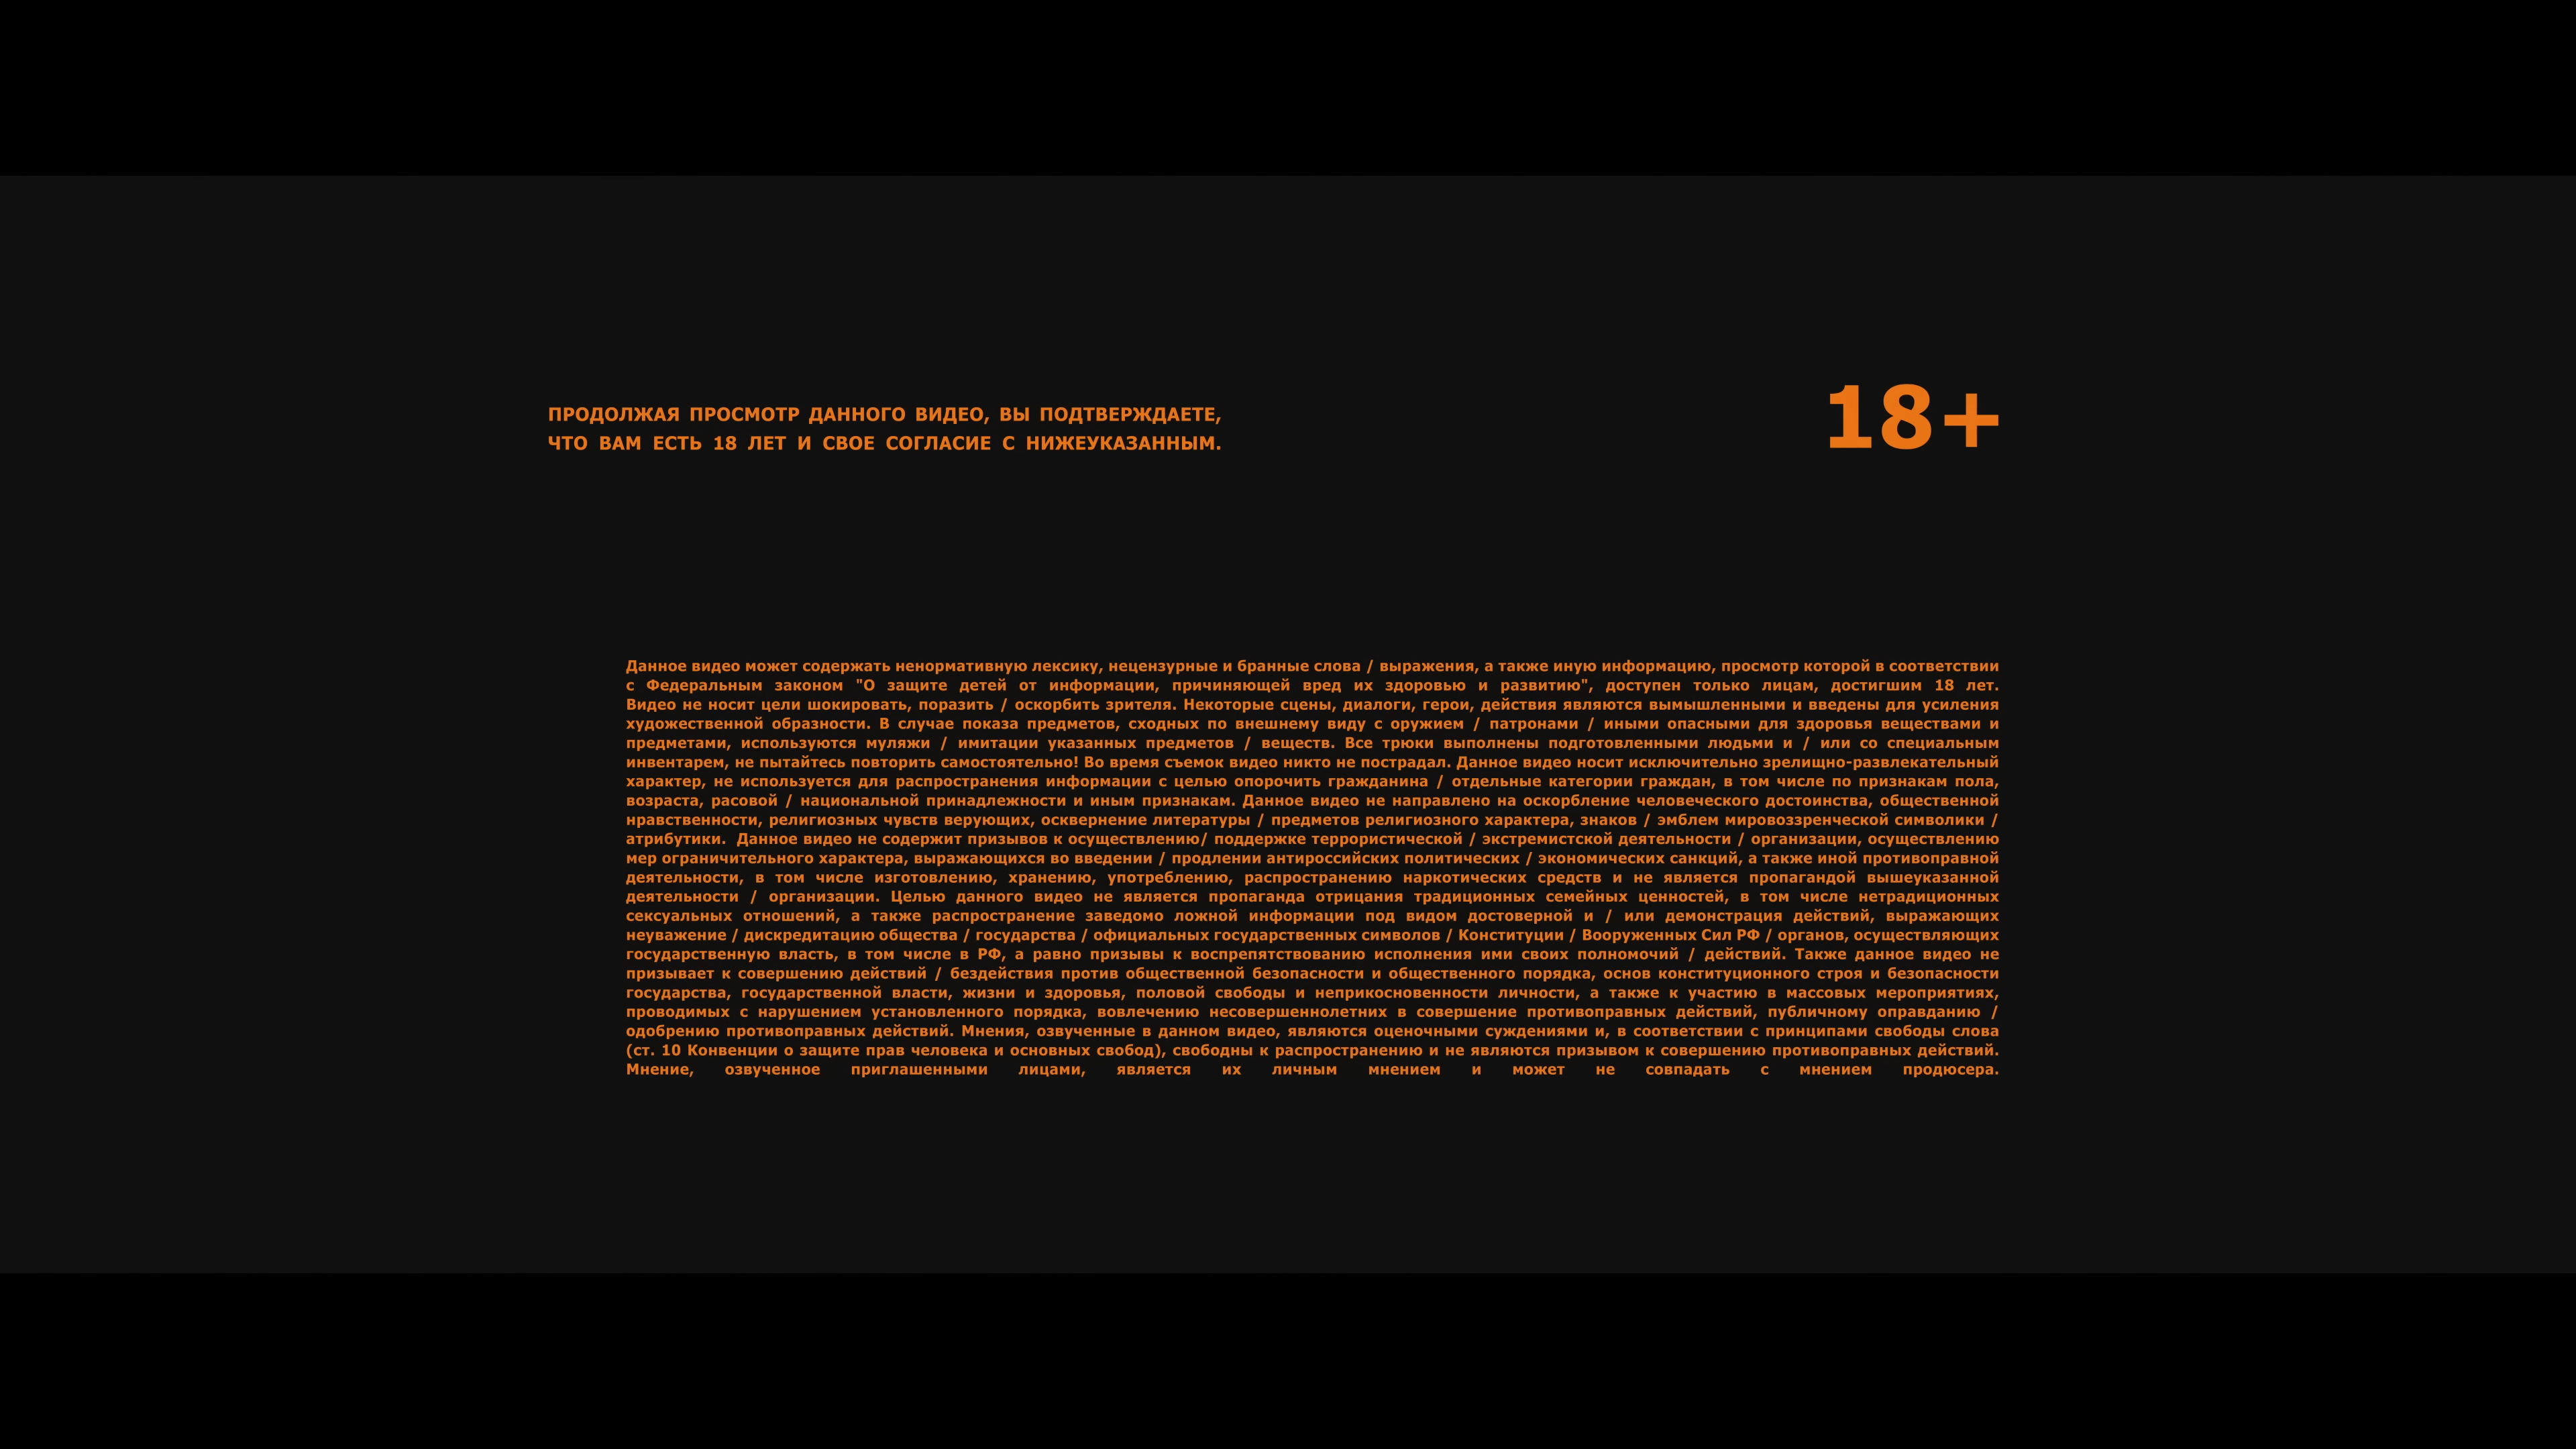 ПРОДОЛЖАЯ ПРОСМОТР ДАННОГО ВИДЕО, ВЫ ПОДТВЕРЖДАЕТЕ,
ЧТО ВАМ ЕСТЬ 18 ЛЕТ И СВОЕ СОГЛАСИЕ С НИЖЕУКАЗАННЫМ.
18+
Данное видео может содержать ненормативную лексику, нецензурные и бранные слова / выражения, а также иную информацию, просмотр которой в соответствии
с Федеральным законом "О защите детей от информации, причиняющей вред их здоровью и развитию", доступен только лицам, достигшим 18 лет.
Видео не носит цели шокировать, поразить / оскорбить зрителя. Некоторые сцены, диалоги, герои, действия являются вымышленными и введены для усиления
художественной образности. В случае показа предметов, сходных по внешнему виду с оружием / патронами / иными опасными для здоровья веществами и
предметами, используются муляжи / имитации указанных предметов / веществ. Все трюки выполнены подготовленными людьми и / или со специальным
инвентарем, не пытайтесь повторить самостоятельно! Во время съемок видео никто не пострадал. Данное видео носит исключительно зрелищно-развлекательный
характер, не используется для распространения информации с целью опорочить гражданина / отдельные категории граждан, в том числе по признакам пола,
возраста, расовой / национальной принадлежности и иным признакам. Данное видео не направлено на оскорбление человеческого достоинства, общественной
нравственности, религиозных чувств верующих, осквернение литературы / предметов религиозного характера, знаков / эмблем мировоззренческой символики /
атрибутики. Данное видео не содержит призывов к осуществлению/ поддержке террористической / экстремистской деятельности / организации, осуществлению
мер ограничительного характера, выражающихся во введении / продлении антироссийских политических / экономических санкций, а также иной противоправной
деятельности, в том числе изготовлению, хранению, употреблению, распространению наркотических средств и не является пропагандой вышеуказанной
деятельности / организации. Целью данного видео не является пропаганда отрицания традиционных семейных ценностей, в том числе нетрадиционных
сексуальных отношений, а также распространение заведомо ложной информации под видом достоверной и / или демонстрация действий, выражающих
неуважение / дискредитацию общества / государства / официальных государственных символов / Конституции / Вооруженных Сил РФ / органов, осуществляющих
государственную власть, в том числе в РФ, а равно призывы к воспрепятствованию исполнения ими своих полномочий / действий. Также данное видео не
призывает к совершению действий / бездействия против общественной безопасности и общественного порядка, основ конституционного строя и безопасности
государства, государственной власти, жизни и здоровья, половой свободы и неприкосновенности личности, а также к участию в массовых мероприятиях,
проводимых с нарушением установленного порядка, вовлечению несовершеннолетних в совершение противоправных действий, публичному оправданию /
одобрению противоправных действий. Мнения, озвученные в данном видео, являются оценочными суждениями и, в соответствии с принципами свободы слова
(ст. 10 Конвенции о защите прав человека и основных свобод), свободны к распространению и не являются призывом к совершению противоправных действий.
Мнение, озвученное приглашенными лицами, является их личным мнением и может не совпадать с мнением продюсера.